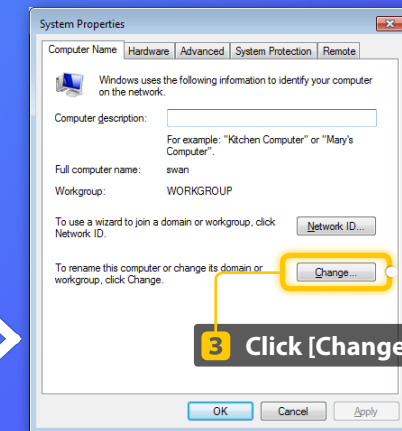 System Properties
Computer Name Hardware Advanced System Protection Remote
Windows uses the following information to identify your computer
on the network.
Computer description:
For example: "Kitchen Computer" or "Mary's
Computer".
Full computer name: swan
Workgroup: WORKGROUP
To use a wizard to join a domain or workgroup, click
Network ID.
Network ID...
To rename this computer or change its domain or
workgroup, click Change.
Change...
3 Click [Change
OK Cancel Apply